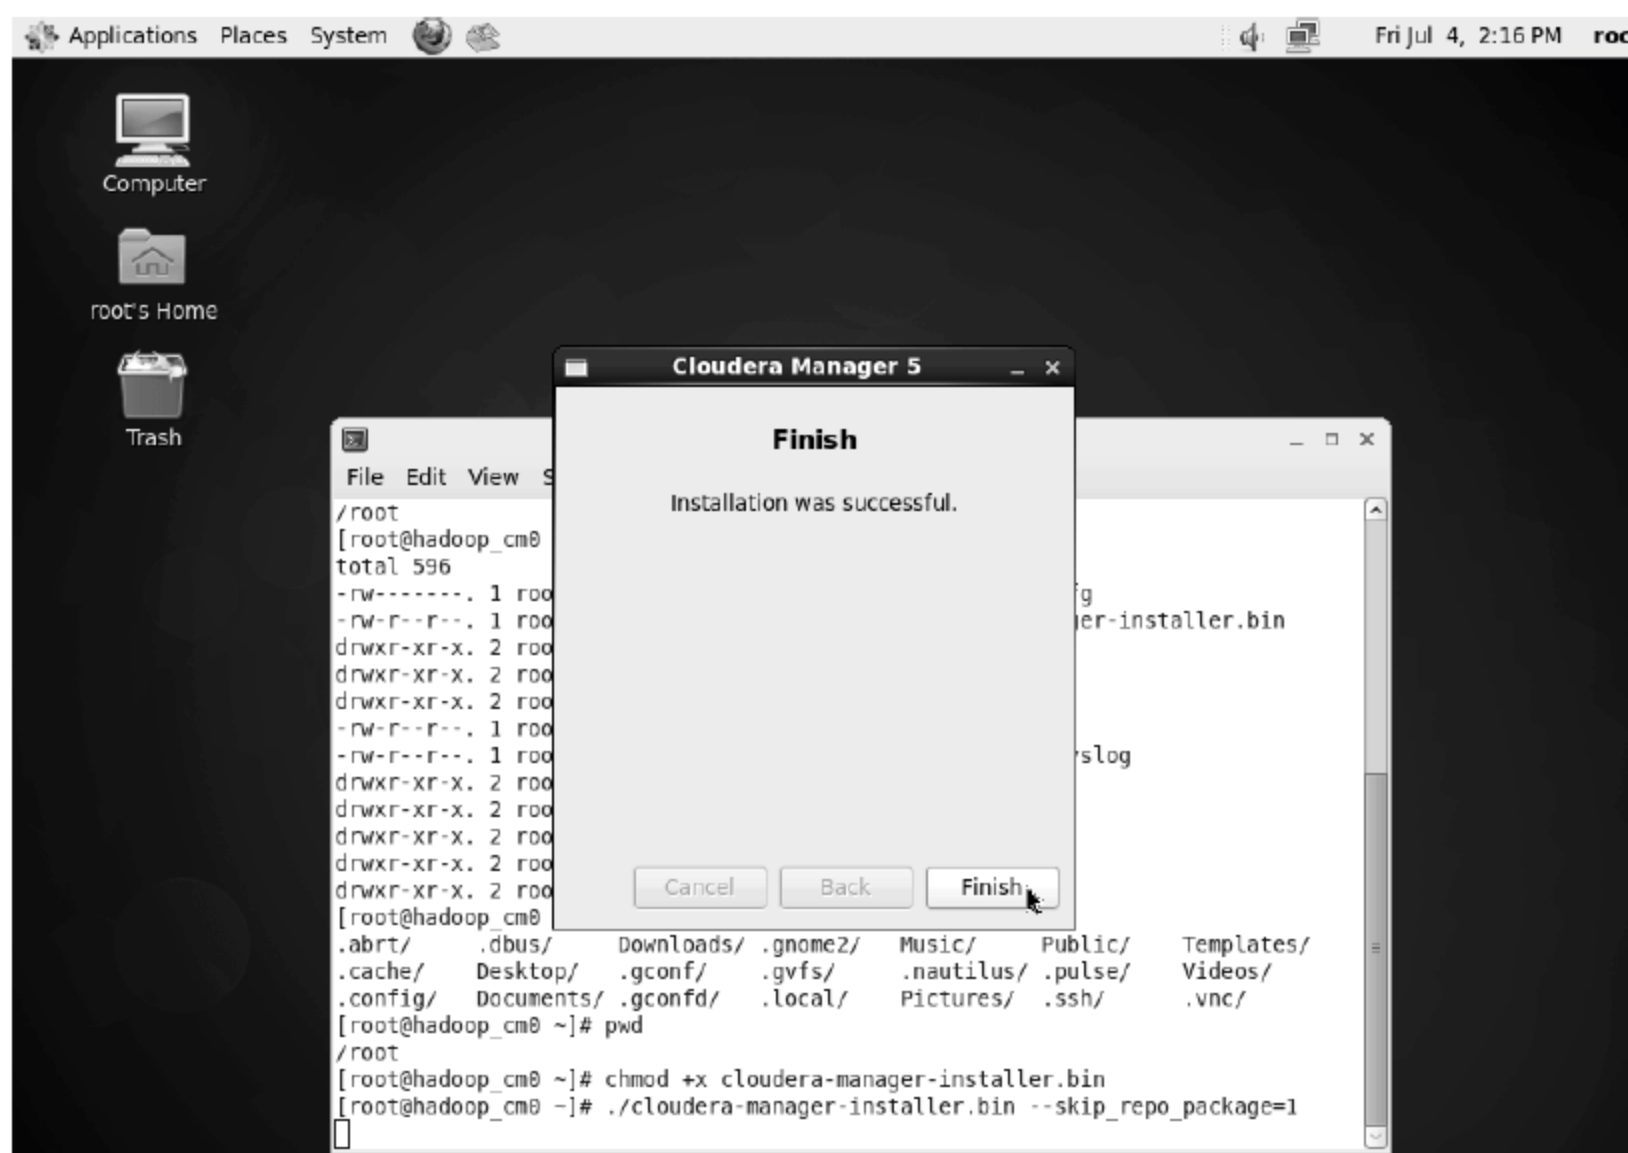 Applications Places System Fri Jul 4, 2:16 PM
Computer
root's Home
Trash
Cloudera Manager 5
Finish
Installation was successful.
Cancel Back Finish
File Edit View
/root
[root@hadoop_cm0
total 596
-rw-------. 1 roo
-rw-r--r--. 1 roo er-installer.bin
drwxr-xr-x. 2 roo
drwxr-xr-x. 2 roo
drwxr-xr-x. 2 roo
-rw-r--r--. 1 roo
-rw-r--r--. 1 roo slog
drwxr-xr-x. 2 roo
drwxr-xr-x. 2 roo
drwxr-xr-x. 2 roo
drwxr-xr-x. 2 roo
drwxr-xr-x. 2 roo
[root@hadoop_cm0
.abrt/ .dbus/ Downloads/ .gnome2/ Music/ Public/ Templates/
.cache/ Desktop/ .gconf/ .gvfs/ .nautilus/ .pulse/ Videos/
.config/ Documents/ .gconfd/ .local/ Pictures/ .ssh/ .vnc/
[root@hadoop_cm0 ~]# pwd
/root
[root@hadoop_cm0 ~]# chmod +x cloudera-manager-installer.bin
[root@hadoop_cm0 ~]# ./cloudera-manager-installer.bin --skip_repo_package=1